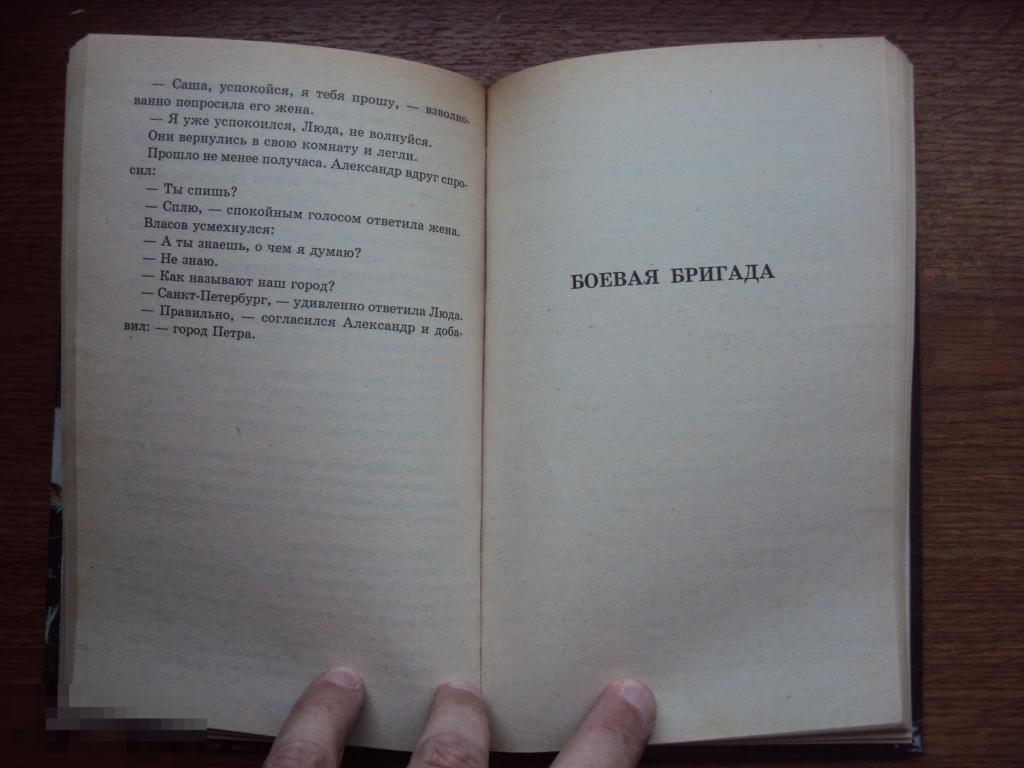 — Саша, успокойся, я тебя прошу, — взволно-
ванно попросила его жена.
— Я уже успокоился, Люда, не волнуйся.
Они вернулись в свою комнату и легли.
Прошло не менее получаса. Александр вдруг спро-
сил:
— Ты спишь?
— Сплю, — спокойным голосом ответила жена.
Власов усмехнулся:
— А ты знаешь, о чем я думаю?
— Не знаю.
— Как называют наш город?
— Санкт-Петербург, — удивленно ответила Люда.
— Правильно, — согласился Александр и доба-
вил: — город Петра.
БОЕВАЯ БРИГАДА